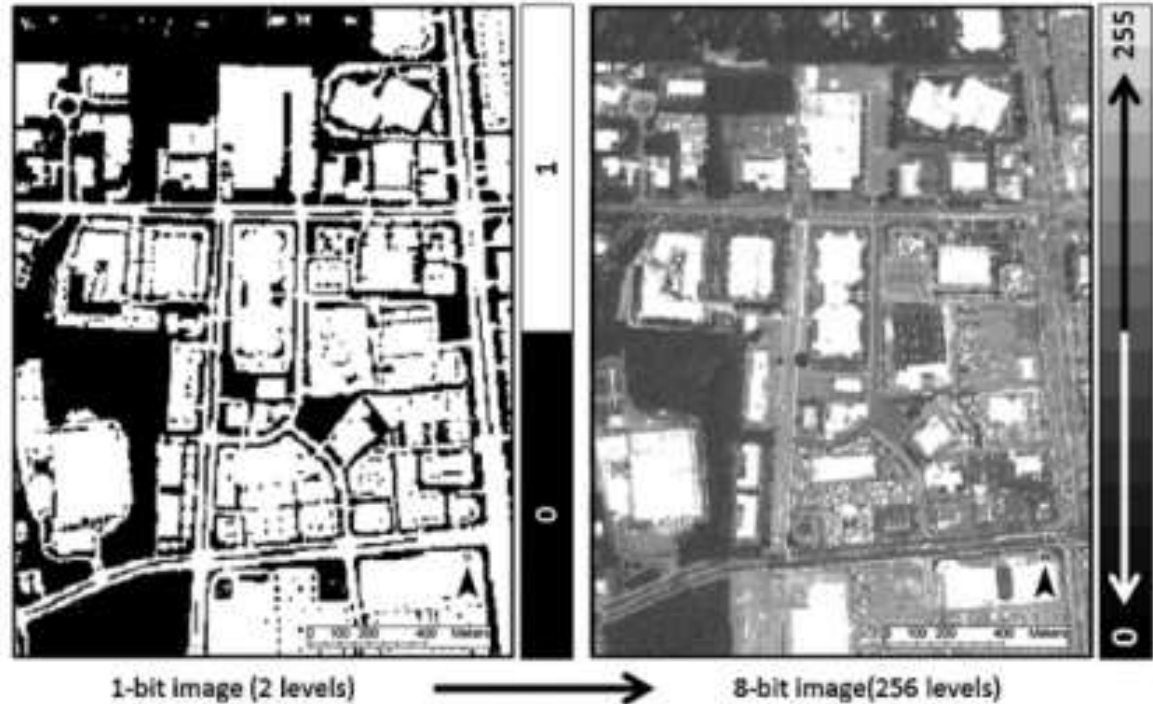 1
0
0 100 200 400 Meters
255
0
0 100 200 400 Meters
1-bit image (2 levels)
8-bit image(256 levels)